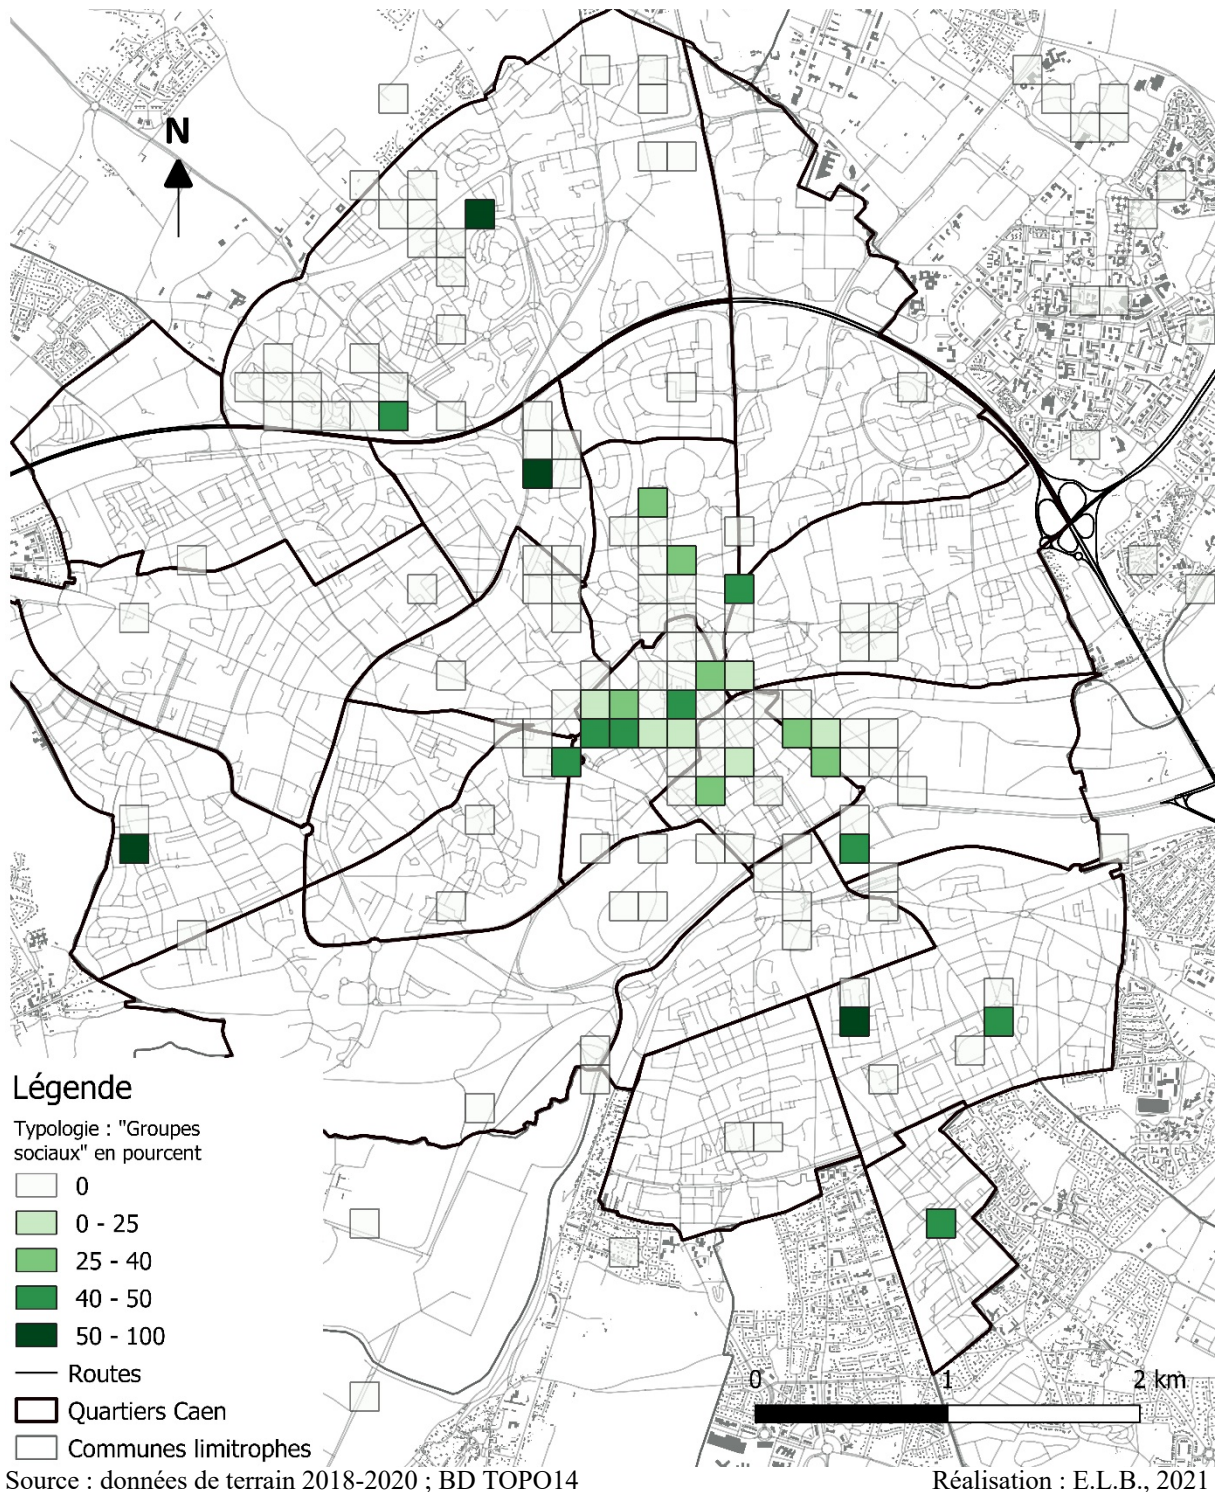 N
Légende
Typologie : "Groupes
sociaux" en pourcent
0
0 - 25
25 - 40
40 - 50
50 - 100
Routes
Quartiers Caen
Communes limitrophes
0 1 2 km
Source : données de terrain 2018-2020 ; BD TOPO14 Réalisation : E.L.B., 2021